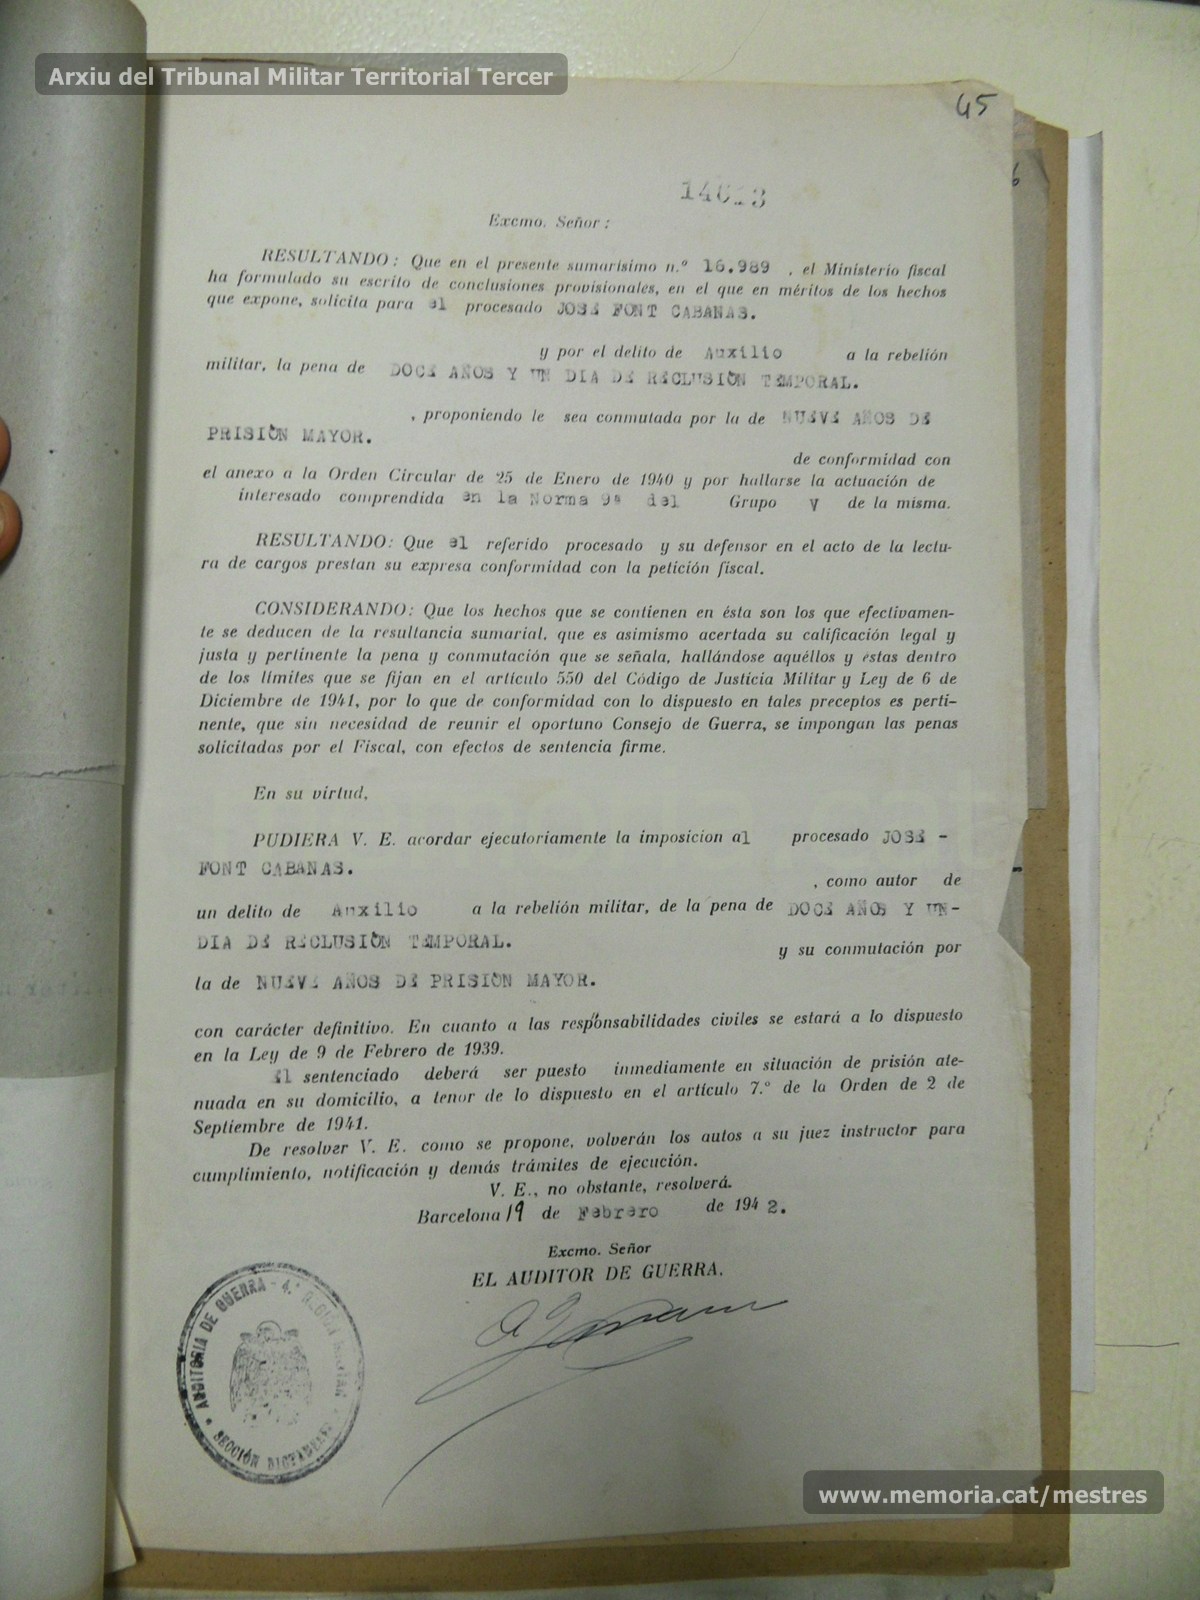 Arxiu del Tribunal Militar Territorial Tercer
45
6
Excmo. Señor:
RESULTANDO: Que en el presente sumarísimo n.º 16.989 , el Ministerio fiscal
ha formulado su escrito de conclusiones provisionales, en el que en méritos de los hechos
que expone, solicita para el procesado JOSÉ FONT CABANAS.
y por el delito de Auxilio a la rebelión
militar, la pena de DOCE AÑOS Y UN DIA DE RECLUSIÒN TEMPORAL.
, proponiendo le sea conmutada por la de NUEVE AÑOS DE
PRISIÒN MAYOR.
de conformidad con
el anexo a la Orden Circular de 25 de Enero de 1940 y por hallarse la actuación de
interesado comprendida en la Norma 9ª del Grupo V de la misma.
RESULTANDO: Que el referido procesado y su defensor en el acto de la lectu-
ra de cargos prestan su expresa conformidad con la petición fiscal.
CONSIDERANDO: Que los hechos que se contienen en ésta son los que efectivamen-
te se deducen de la resultancia sumarial, que es asimismo acertada su calificación legal y
justa y pertinente la pena y conmutación que se señala, hallándose aquéllos y éstas dentro
de los límites que se fijan en el artículo 550 del Código de Justicia Militar y Ley de 6 de
Diciembre de 1941, por lo que de conformidad con lo dispuesto en tales preceptos es perti-
nente, que sin necesidad de reunir el oportuno Consejo de Guerra, se impongan las penas
solicitadas por el Fiscal, con efectos de sentencia firme.
En su virtud,
PUDIERA V. E. acordar ejecutoriamente la imposicion al procesado JOSÉ -
FONT CABANAS.
, como autor de
un delito de Auxilio a la rebelión militar, de la pena de DOCE AÑOS Y UN-
DIA DE RECLUSIÒN TEMPORAL.
y su conmutación por
la de NUEVE AÑOS DE PRISIÒN MAYOR.
con carácter definitivo. En cuanto a las responsabilidades civiles se estará a lo dispuesto
en la Ley de 9 de Febrero de 1939.
El sentenciado deberá ser puesto inmediamente en situación de prisión ate-
nuada en su domicilio, a tenor de lo dispuesto en el artículo 7.º de la Orden de 2 de
Septiembre de 1941.
De resolver V. E. como se propone, volverán los autos a su juez instructor para
cumplimiento, notificación y demás trámites de ejecución.
V. E., no obstante, resolverá.
Barcelona 19 de Febrero de 1942.
Excmo. Señor
EL AUDITOR DE GUERRA.
AUDITORIA DE GUERRA - 4.ª REGION MILITAR
SECCIÓN DICTAMENES
www.memoria.cat/mestres